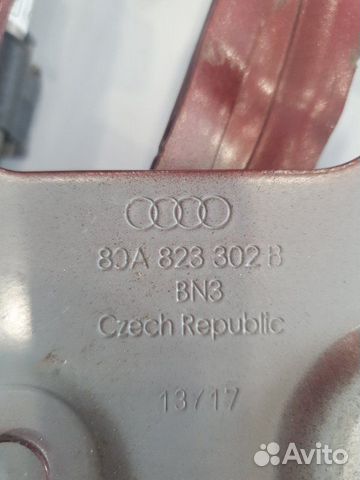 80A 823 302 B
BN3
Czech Republic
13/17
Avito